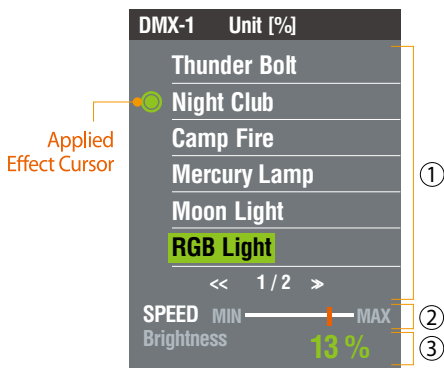 DMX-1 Unit [%]
Thunder Bolt
Night Club
Applied
Effect Cursor
Camp Fire
Mercury Lamp
Moon Light
RGB Light
<< 1 / 2 >>
①
SPEED MIN MAX
②
Brightness 13 %
③